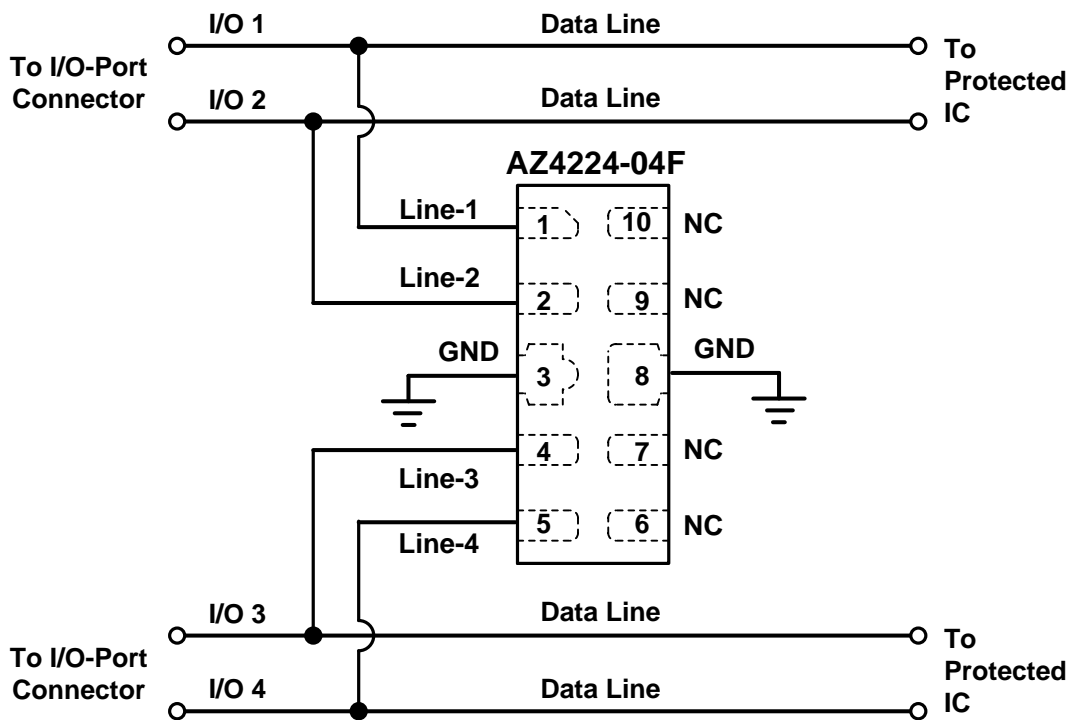 I/O 1
Data Line
To I/O-Port
Connector
To
Protected
IC
I/O 2
Data Line
AZ4224-04F
Line-1
1
10
NC
Line-2
2
9
NC
GND
3
8
GND
4
7
NC
Line-3
5
6
NC
Line-4
I/O 3
Data Line
To I/O-Port
Connector
To
Protected
IC
I/O 4
Data Line